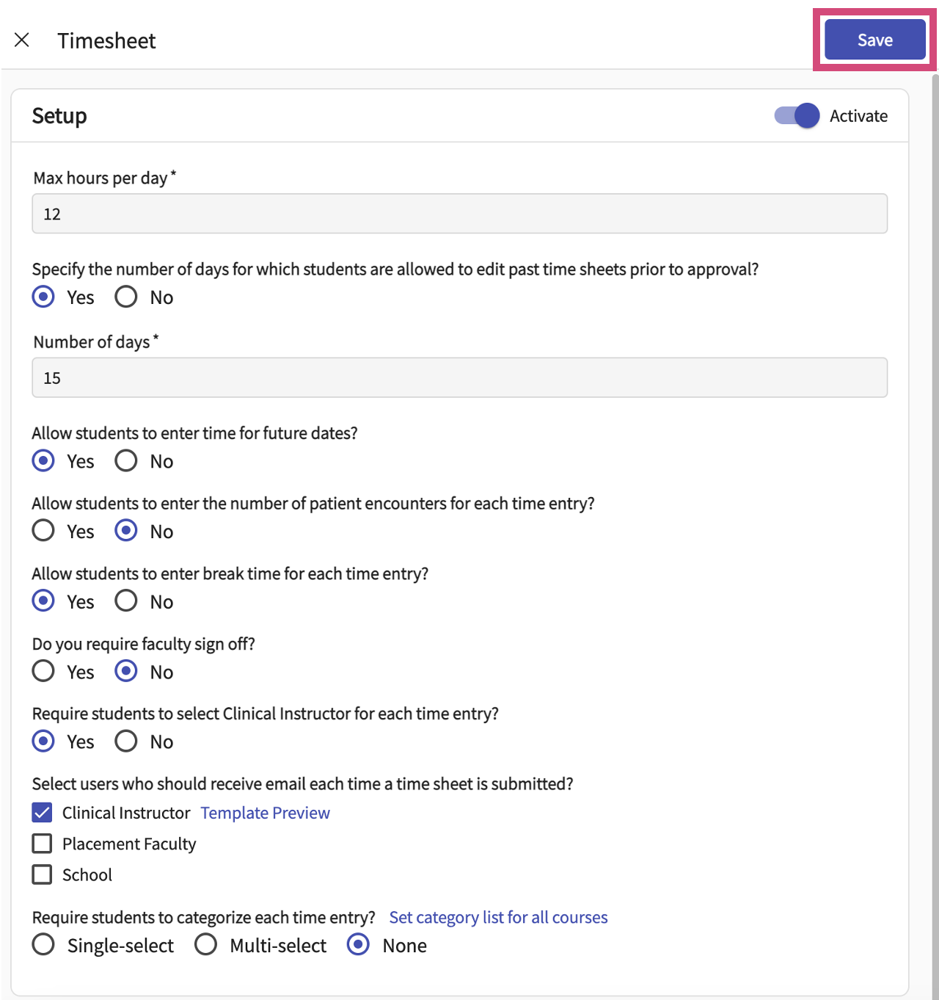 Timesheet
Save
Setup
Activate
Max hours per day *
12
Specify the number of days for which students are allowed to edit past time sheets prior to approval?
Yes No
Number of days *
15
Allow students to enter time for future dates?
Yes No
Allow students to enter the number of patient encounters for each time entry?
Yes No
Allow students to enter break time for each time entry?
Yes No
Do you require faculty sign off?
Yes No
Require students to select Clinical Instructor for each time entry?
Yes No
Select users who should receive email each time a time sheet is submitted?
Clinical Instructor Template Preview
Placement Faculty
School
Require students to categorize each time entry? Set category list for all courses
Single-select Multi-select None